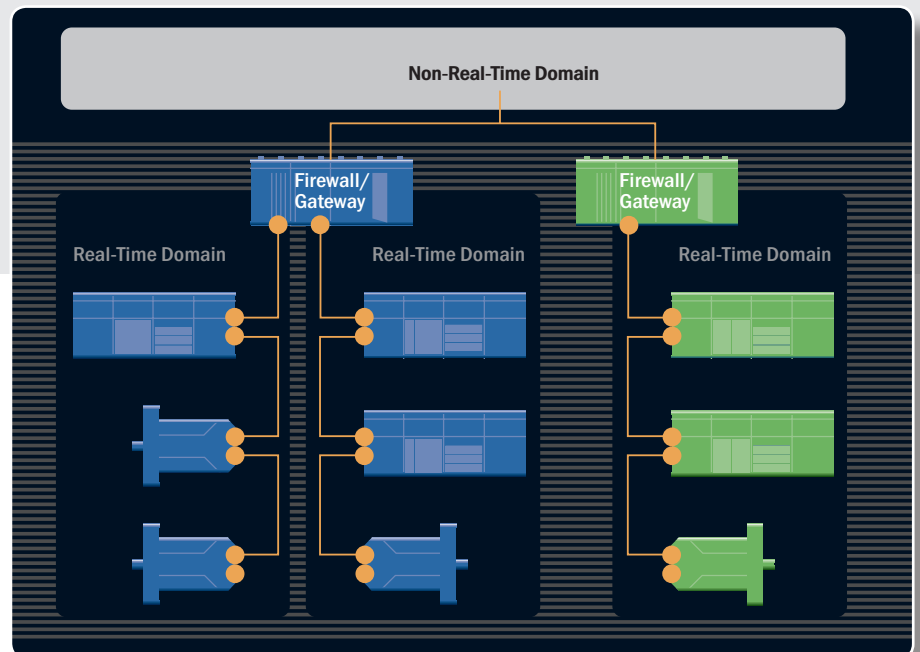 Non-Real-Time Domain
Firewall/
Gateway
Firewall/
Gateway
Real-Time Domain
Real-Time Domain
Real-Time Domain